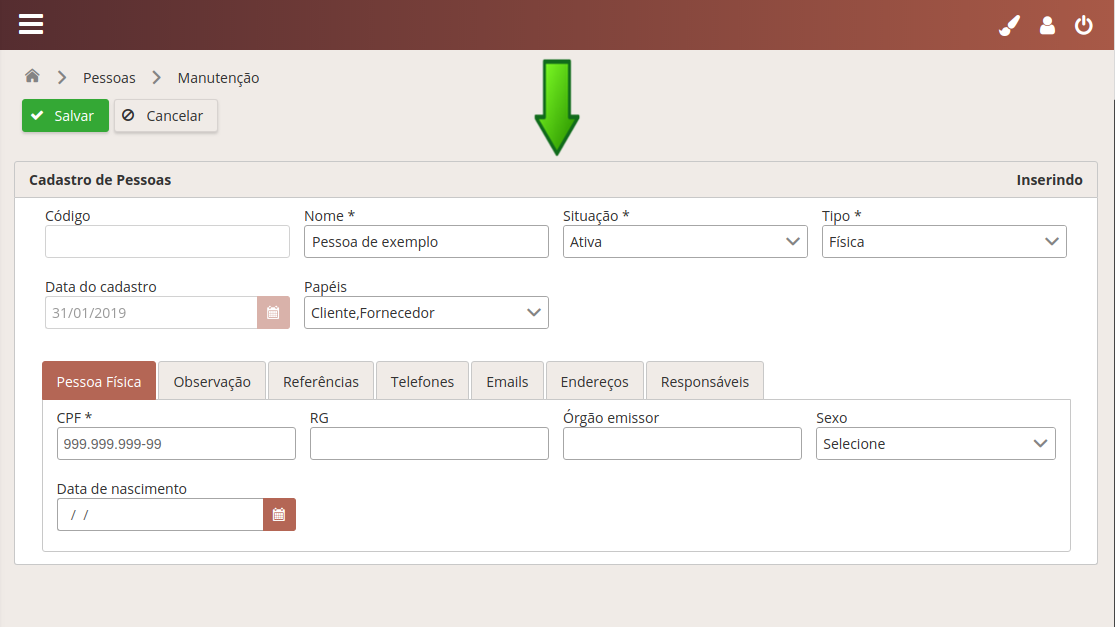 Pessoas Manutenção
Salvar Cancelar
Cadastro de Pessoas Inserindo
Código Nome * Situação * Tipo *
Pessoa de exemplo Ativa Física
Data do cadastro Papéis
31/01/2019 Cliente,Fornecedor
Pessoa Física Observação Referências Telefones Emails Endereços Responsáveis
CPF * RG Órgão emissor Sexo
999.999.999-99 Selecione
Data de nascimento
/ /